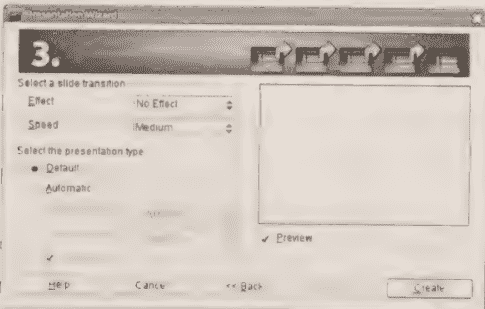 Presentation Wizard
3.
Select a slide transition
Effect No Effect
Speed Medium
Select the presentation type
Default
Automatic
Preview
Help Cancel << Back Create